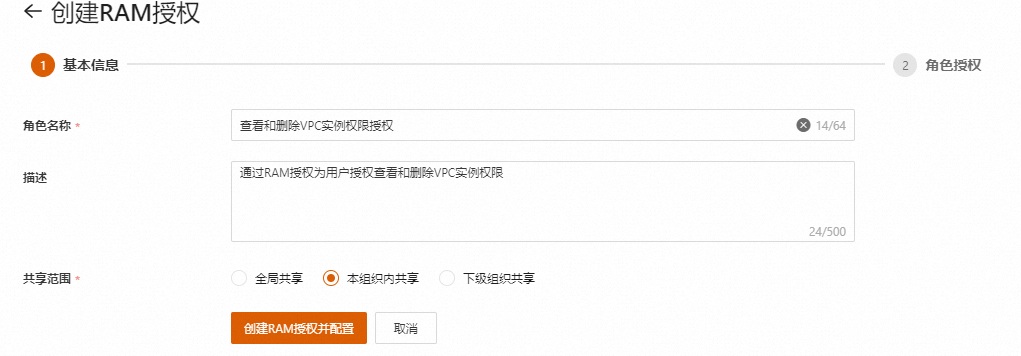 ← 创建RAM授权
1 基本信息 2 角色授权
角色名称 * 查看和删除VPC实例权限授权 14/64
描述 通过RAM授权为用户授权查看和删除VPC实例权限
24/500
共享范围 * 全局共享 本组织内共享 下级组织共享
创建RAM授权并配置 取消